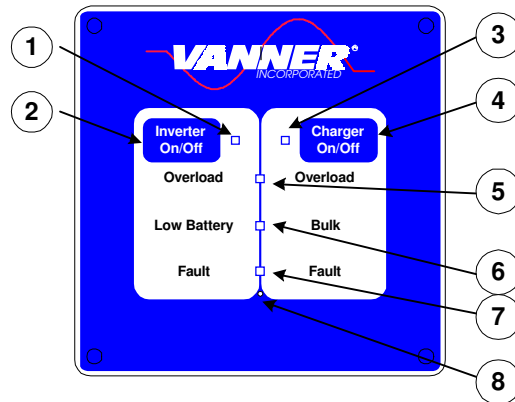 VANNER®
INCORPORATED
1
2
3
4
Inverter
On/Off
Charger
On/Off
Overload
Overload
5
Low Battery
Bulk
6
Fault
Fault
7
8